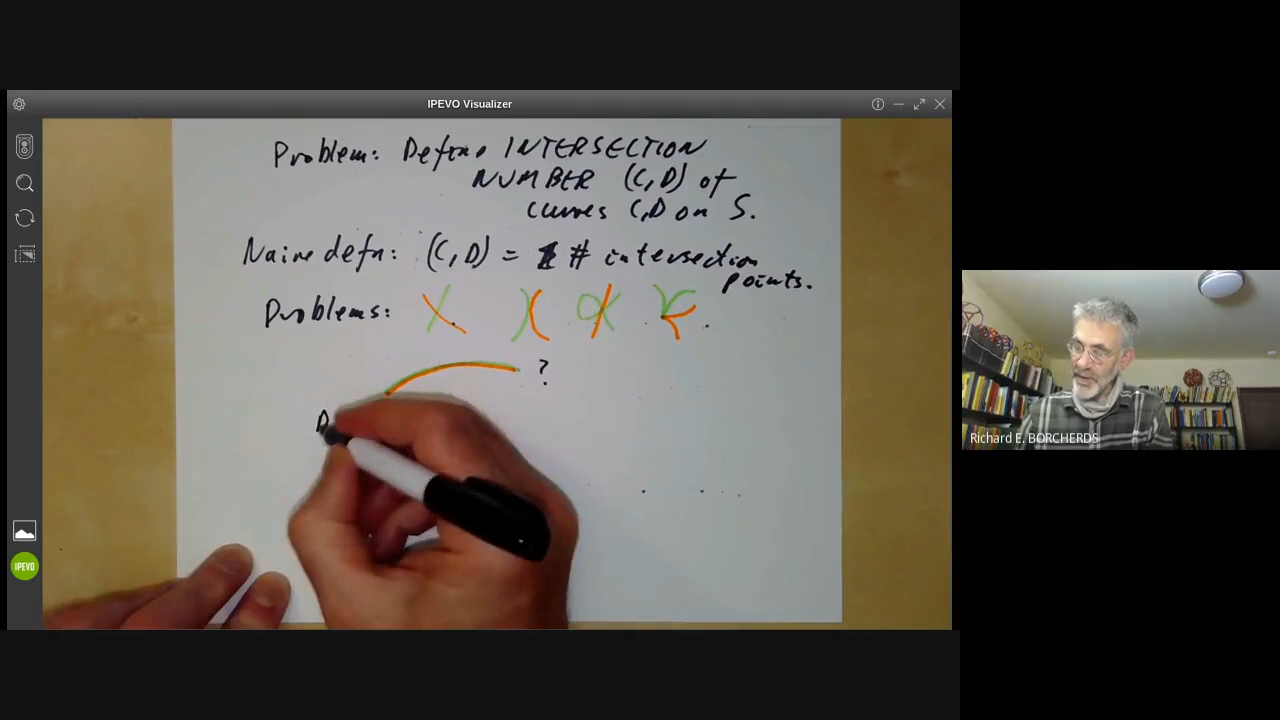 IPEVO Visualizer
Problem: Define INTERSECTION
NUMBER (C,D) of
curves C,D on S.
Naive defn: (C,D) = # intersection
points.
Problems:
?
Richard E. BORCHERDS
IPEVO